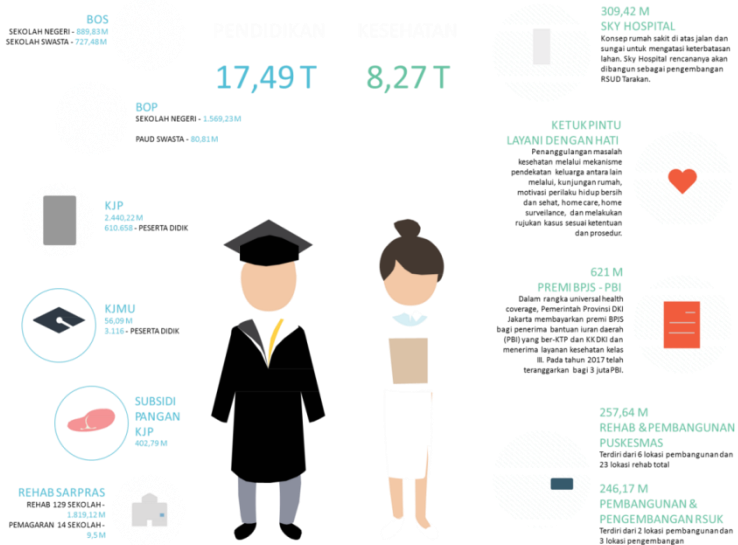 BOS
SEKOLAH NEGERI - 889,83M
SEKOLAH SWASTA - 727,48M
PENDIDIKAN
17,49 T
KESEHATAN
8,27 T
BOP
SEKOLAH NEGERI - 1.569,23M
PAUD SWASTA - 80,81M
KJP
2.440,22M
610.658 - PESERTA DIDIK
KJMU
56,09M
3.116 - PESERTA DIDIK
SUBSIDI
PANGAN
KJP
402,79M
REHAB SARPRAS
REHAB 129 SEKOLAH -
1.819,12M
PEMAGARAN 14 SEKOLAH -
9,5M
309,42 M
SKY HOSPITAL
Konsep rumah sakit di atas jalan dan
sungai untuk mengatasi keterbatasan
lahan. Sky Hospital rencananya akan
dibangun sebagai pengembangan
RSUD Tarakan.
KETUK PINTU
LAYANI DENGAN HATI
Penanggulangan masalah
kesehatan melalui mekanisme
pendekatan keluarga antara lain
melalui, kunjungan rumah,
motivasi perilaku hidup bersih
dan sehat, home care, home
surveilance, dan melakukan
rujukan kasus sesuai ketentuan
dan prosedur.
621 M
PREMI BPJS - PBI
Dalam rangka universal health
coverage, Pemerintah Provinsi DKI
Jakarta membayarkan premi BPJS
bagi penerima bantuan iuran daerah
(PBI) yang ber-KTP dan KK DKI dan
menerima layanan kesehatan kelas
III. Pada tahun 2017 telah
teranggarkan bagi 3 juta PBI.
257,64 M
REHAB & PEMBANGUNAN
PUSKESMAS
Terdiri dari 6 lokasi pembangunan dan
23 lokasi rehab total
246,17 M
PEMBANGUNAN &
PENGEMBANGAN RSUK
Terdiri dari 2 lokasi pembangunan dan
3 lokasi pengembangan